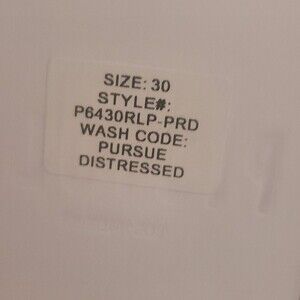 SIZE: 30
STYLE#:
P6430RLP-PRD
WASH CODE:
PURSUE
DISTRESSED